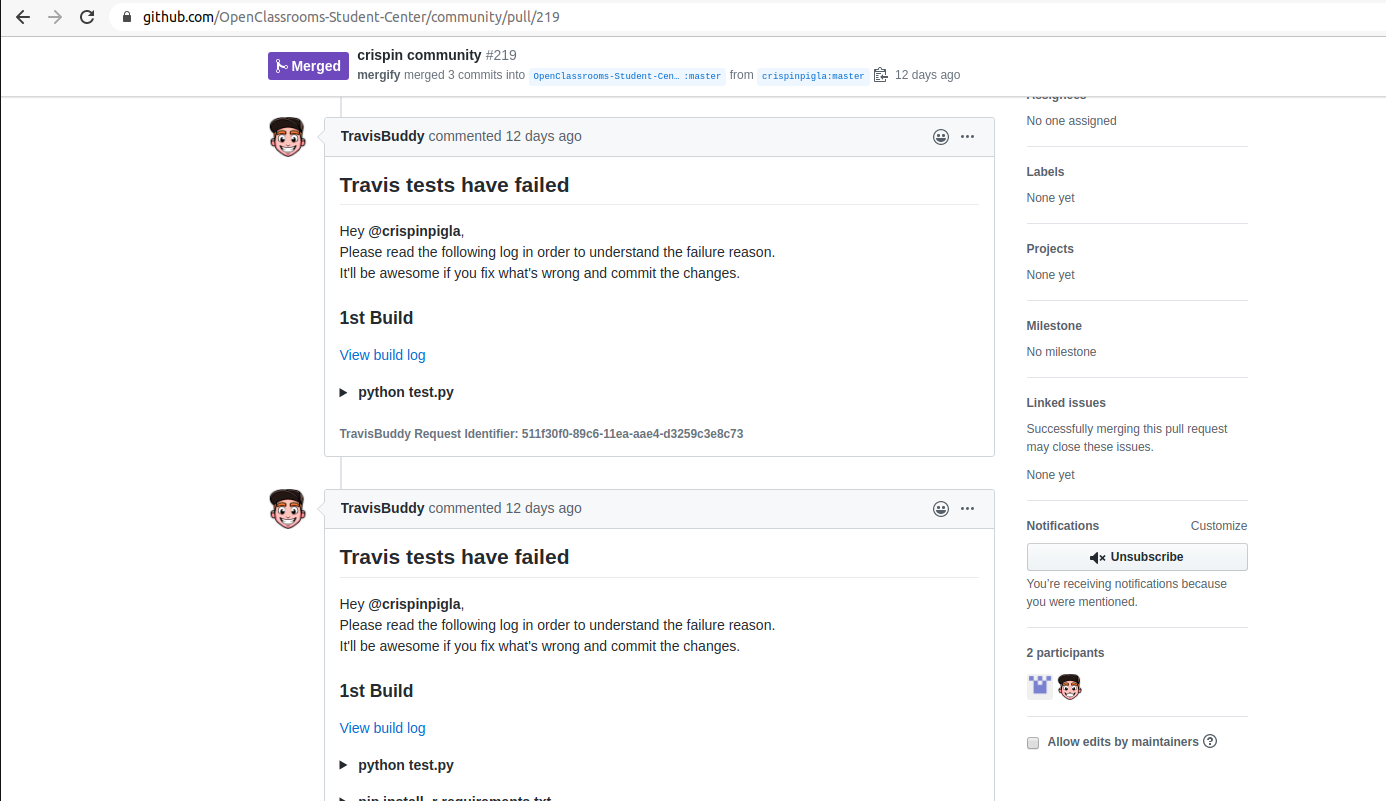 github.com/OpenClassrooms-Student-Center/community/pull/219
Merged
crispin community #219
mergify merged 3 commits into OpenClassrooms-Student-Cen… :master from crispinpigla:master 12 days ago
TravisBuddy commented 12 days ago
Travis tests have failed
Hey @crispinpigla,
Please read the following log in order to understand the failure reason.
It'll be awesome if you fix what's wrong and commit the changes.
1st Build
View build log
python test.py
TravisBuddy Request Identifier: 511f30f0-89c6-11ea-aae4-d3259c3e8c73
TravisBuddy commented 12 days ago
Travis tests have failed
Hey @crispinpigla,
Please read the following log in order to understand the failure reason.
It'll be awesome if you fix what's wrong and commit the changes.
1st Build
View build log
python test.py
pip install -r requirements.txt
Assignees
No one assigned
Labels
None yet
Projects
None yet
Milestone
No milestone
Linked issues
Successfully merging this pull request
may close these issues.
None yet
Notifications Customize
Unsubscribe
You're receiving notifications because
you were mentioned.
2 participants
Allow edits by maintainers